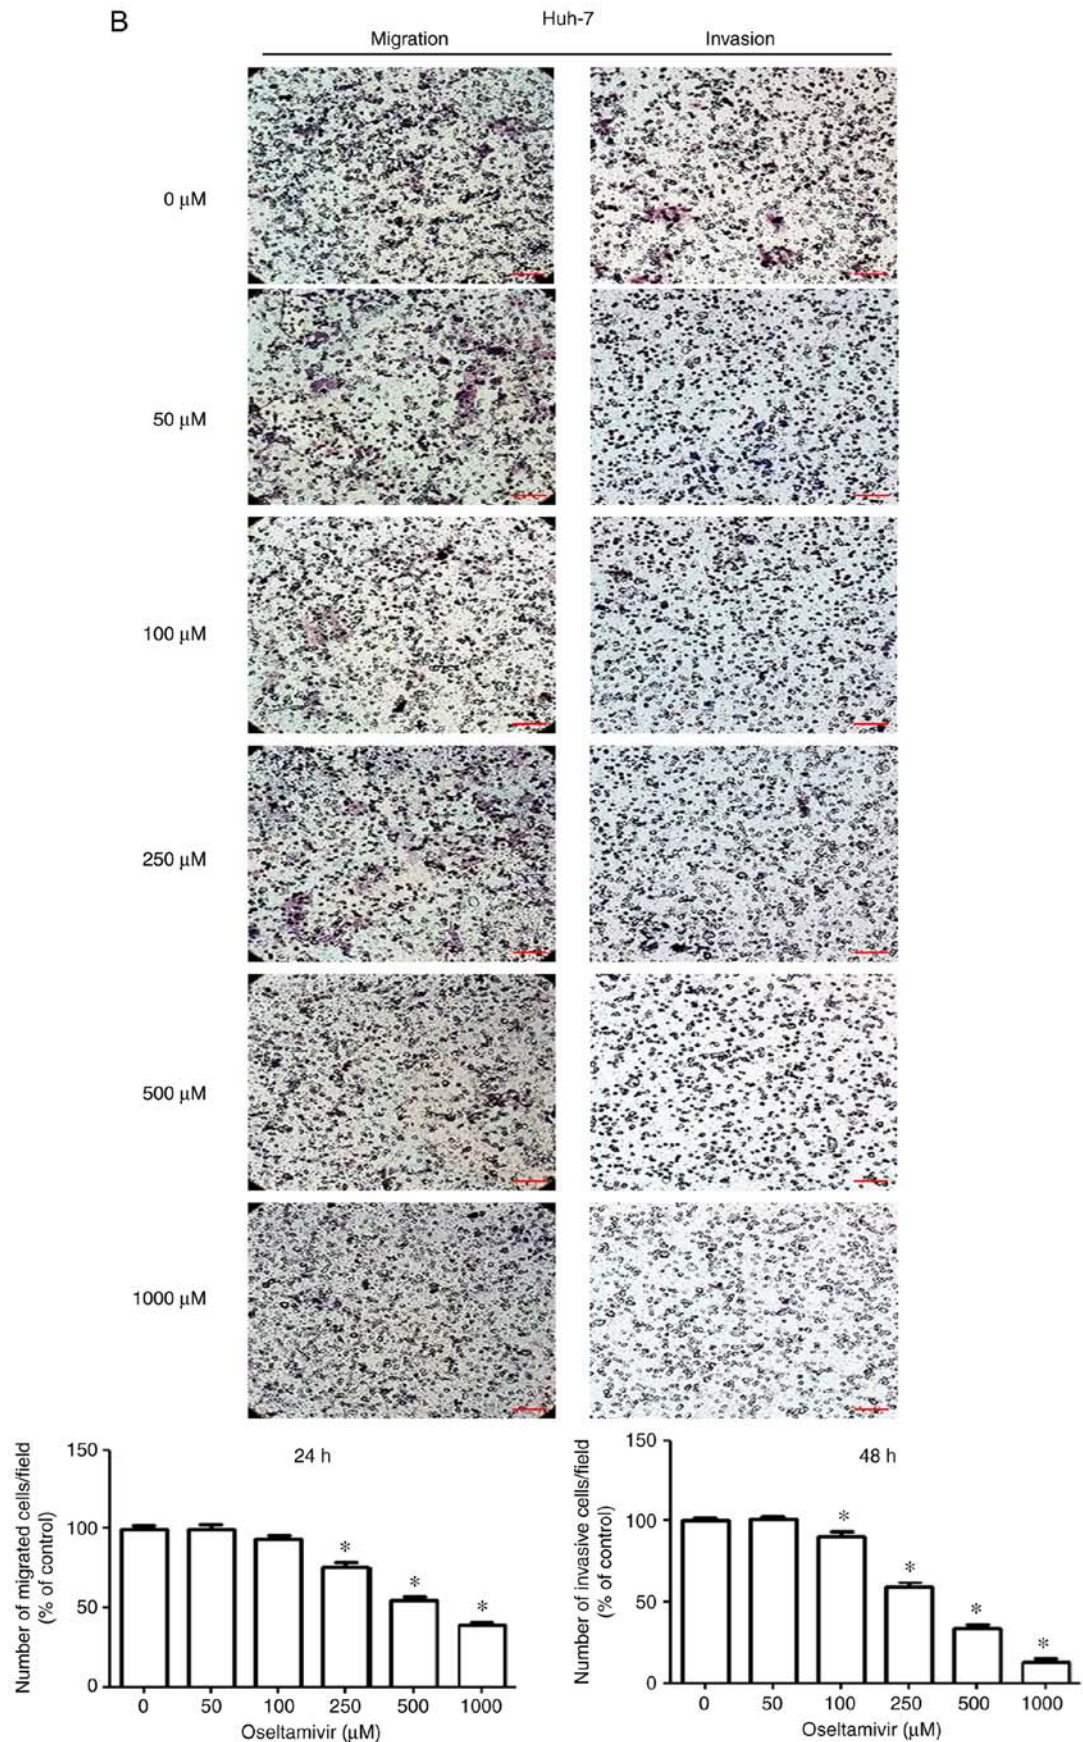 B
Huh-7
Migration
Invasion
0 μM
50 μM
100 μM
250 μM
500 μM
1000 μM
24 h
150
100
50
0
Number of migrated cells/field
(% of control)
*
*
*
0 50 100 250 500 1000
Oseltamivir (μM)
48 h
150
100
50
0
Number of invasive cells/field
(% of control)
*
*
*
*
0 50 100 250 500 1000
Oseltamivir (μM)